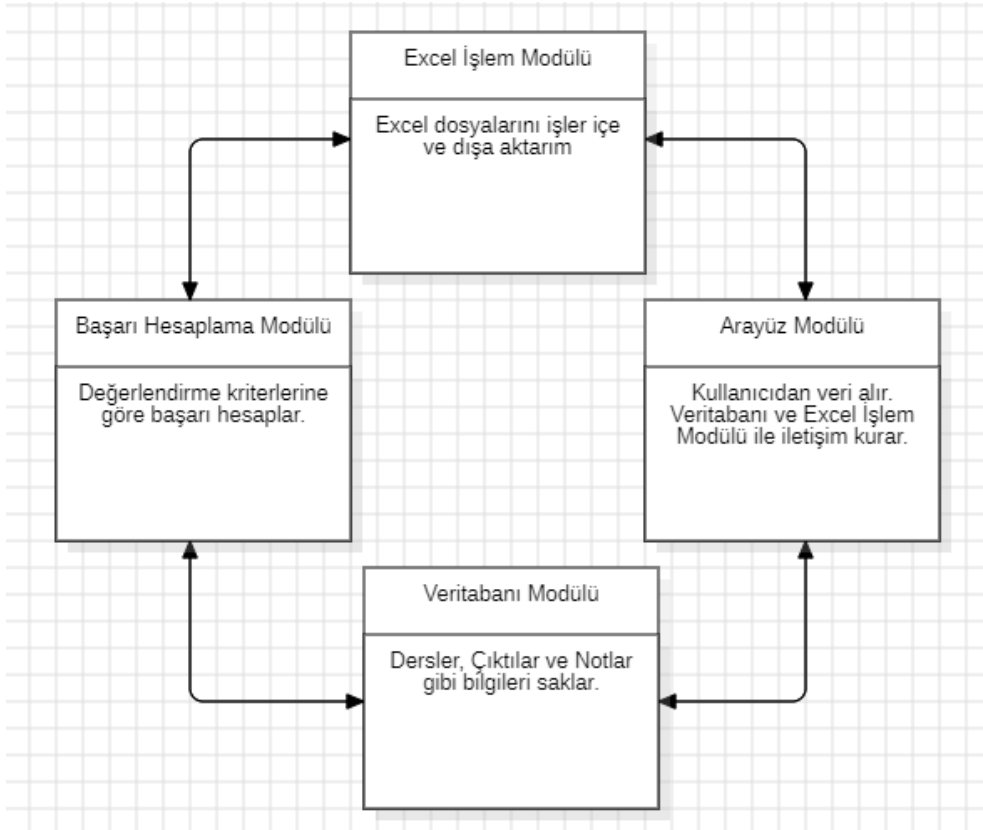 Excel İşlem Modülü
Excel dosyalarını işler içe
ve dışa aktarım
Başarı Hesaplama Modülü
Değerlendirme kriterlerine
göre başarı hesaplar.
Arayüz Modülü
Kullanıcıdan veri alır.
Veritabanı ve Excel İşlem
Modülü ile iletişim kurar.
Veritabanı Modülü
Dersler, Çıktılar ve Notlar
gibi bilgileri saklar.